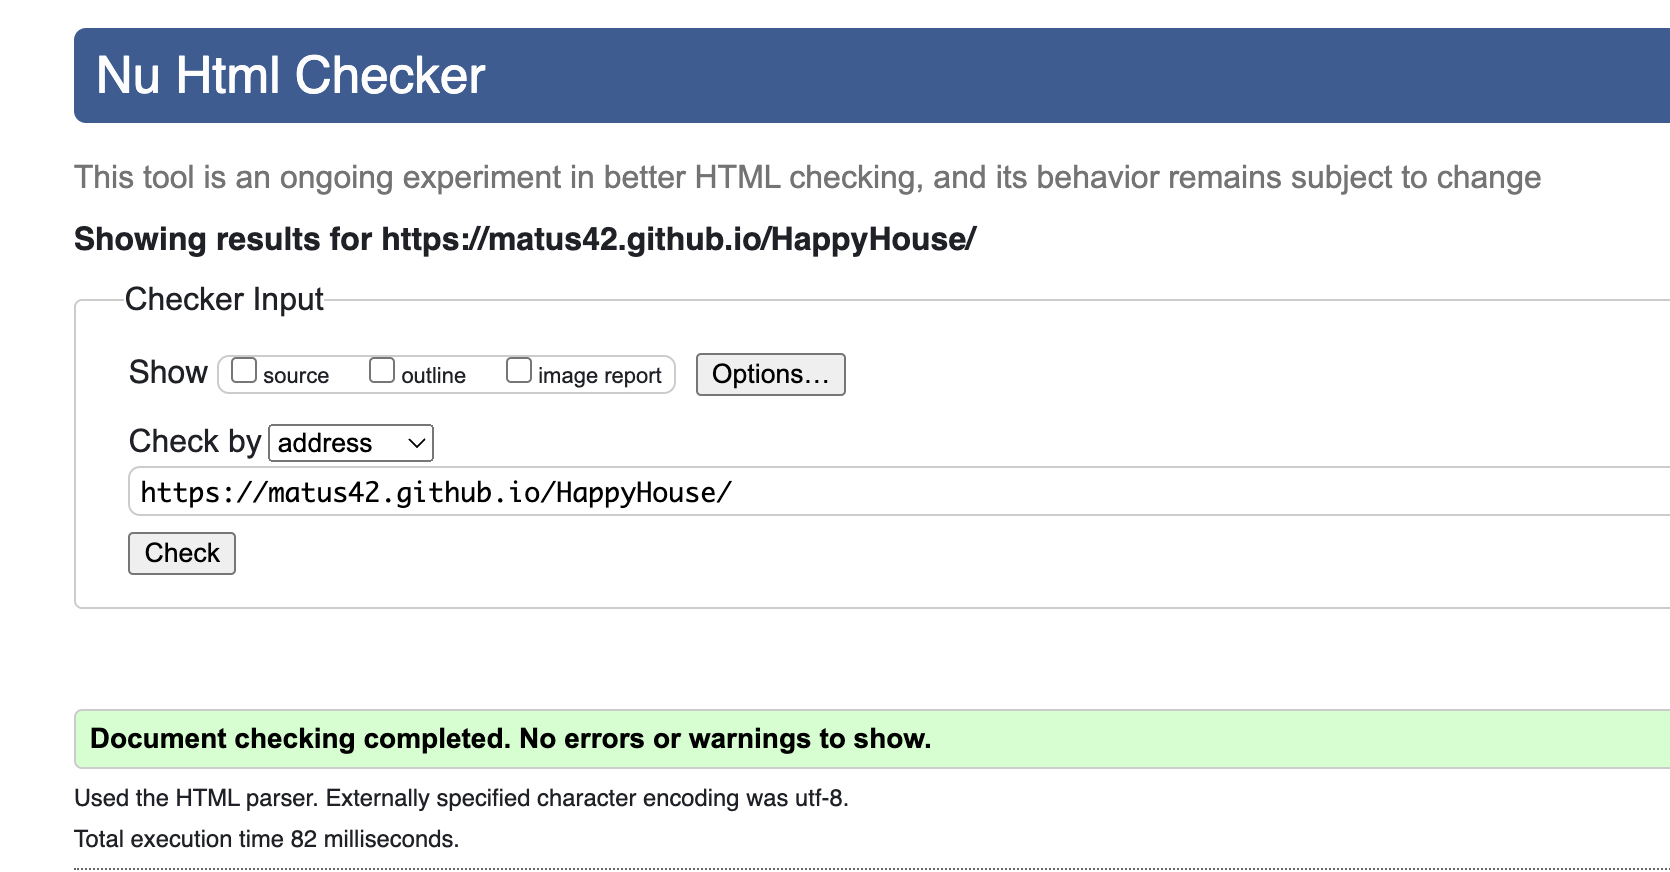 Nu Html Checker
This tool is an ongoing experiment in better HTML checking, and its behavior remains subject to change
Showing results for https://matus42.github.io/HappyHouse/
Checker Input
Show source outline image report Options…
Check by address
https://matus42.github.io/HappyHouse/
Check
Document checking completed. No errors or warnings to show.
Used the HTML parser. Externally specified character encoding was utf-8.
Total execution time 82 milliseconds.